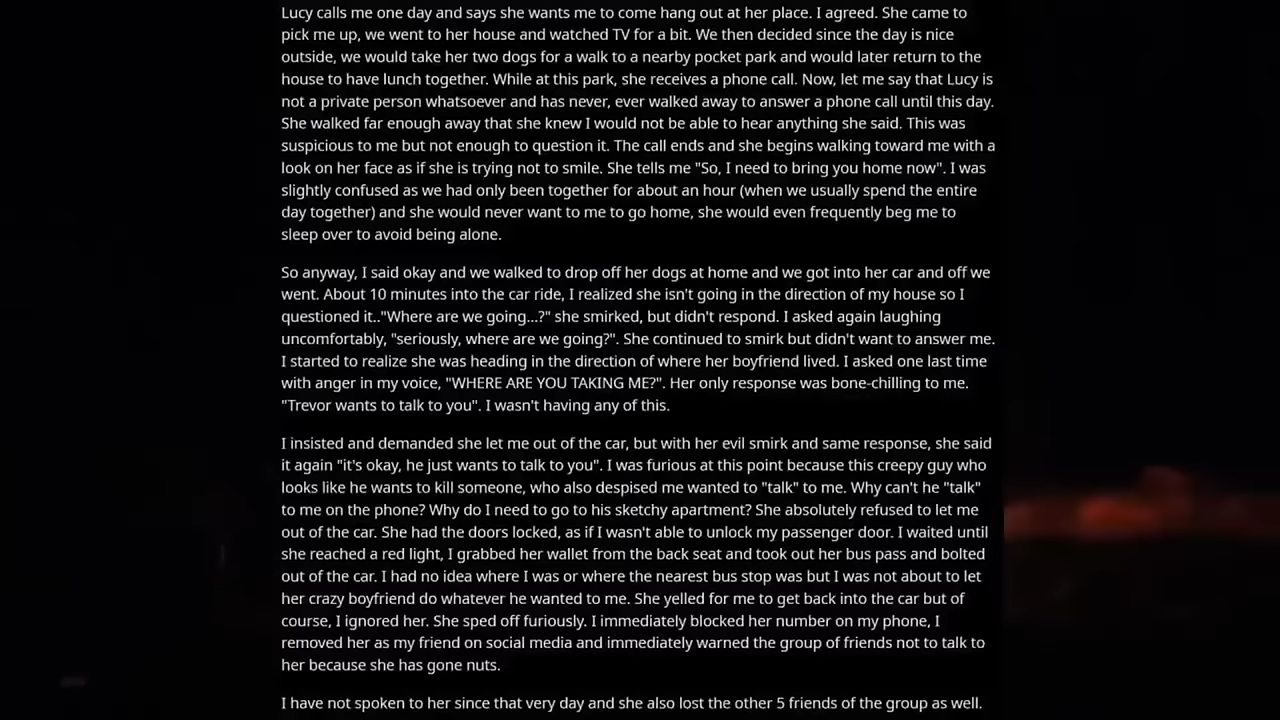 Lucy calls me one day and says she wants me to come hang out at her place. I agreed. She came to
pick me up, we went to her house and watched TV for a bit. We then decided since the day is nice
outside, we would take her two dogs for a walk to a nearby pocket park and would later return to the
house to have lunch together. While at this park, she receives a phone call. Now, let me say that Lucy is
not a private person whatsoever and has never, ever walked away to answer a phone call until this day.
She walked far enough away that she knew I would not be able to hear anything she said. This was
suspicious to me but not enough to question it. The call ends and she begins walking toward me with a
look on her face as if she is trying not to smile. She tells me "So, I need to bring you home now". I was
slightly confused as we had only been together for about an hour (when we usually spend the entire
day together) and she would never want to me to go home, she would even frequently beg me to
sleep over to avoid being alone.
So anyway, I said okay and we walked to drop off her dogs at home and we got into her car and off we
went. About 10 minutes into the car ride, I realized she isn't going in the direction of my house so I
questioned it.."Where are we going...?" she smirked, but didn't respond. I asked again laughing
uncomfortably, "seriously, where are we going?". She continued to smirk but didn't want to answer me.
I started to realize she was heading in the direction of where her boyfriend lived. I asked one last time
with anger in my voice, "WHERE ARE YOU TAKING ME?". Her only response was bone-chilling to me.
"Trevor wants to talk to you". I wasn't having any of this.
I insisted and demanded she let me out of the car, but with her evil smirk and same response, she said
it again "it's okay, he just wants to talk to you". I was furious at this point because this creepy guy who
looks like he wants to kill someone, who also despised me wanted to "talk" to me. Why can't he "talk"
to me on the phone? Why do I need to go to his sketchy apartment? She absolutely refused to let me
out of the car. She had the doors locked, as if I wasn't able to unlock my passenger door. I waited until
she reached a red light, I grabbed her wallet from the back seat and took out her bus pass and bolted
out of the car. I had no idea where I was or where the nearest bus stop was but I was not about to let
her crazy boyfriend do whatever he wanted to me. She yelled for me to get back into the car but of
course, I ignored her. She sped off furiously. I immediately blocked her number on my phone, I
removed her as my friend on social media and immediately warned the group of friends not to talk to
her because she has gone nuts.
I have not spoken to her since that very day and she also lost the other 5 friends of the group as well.